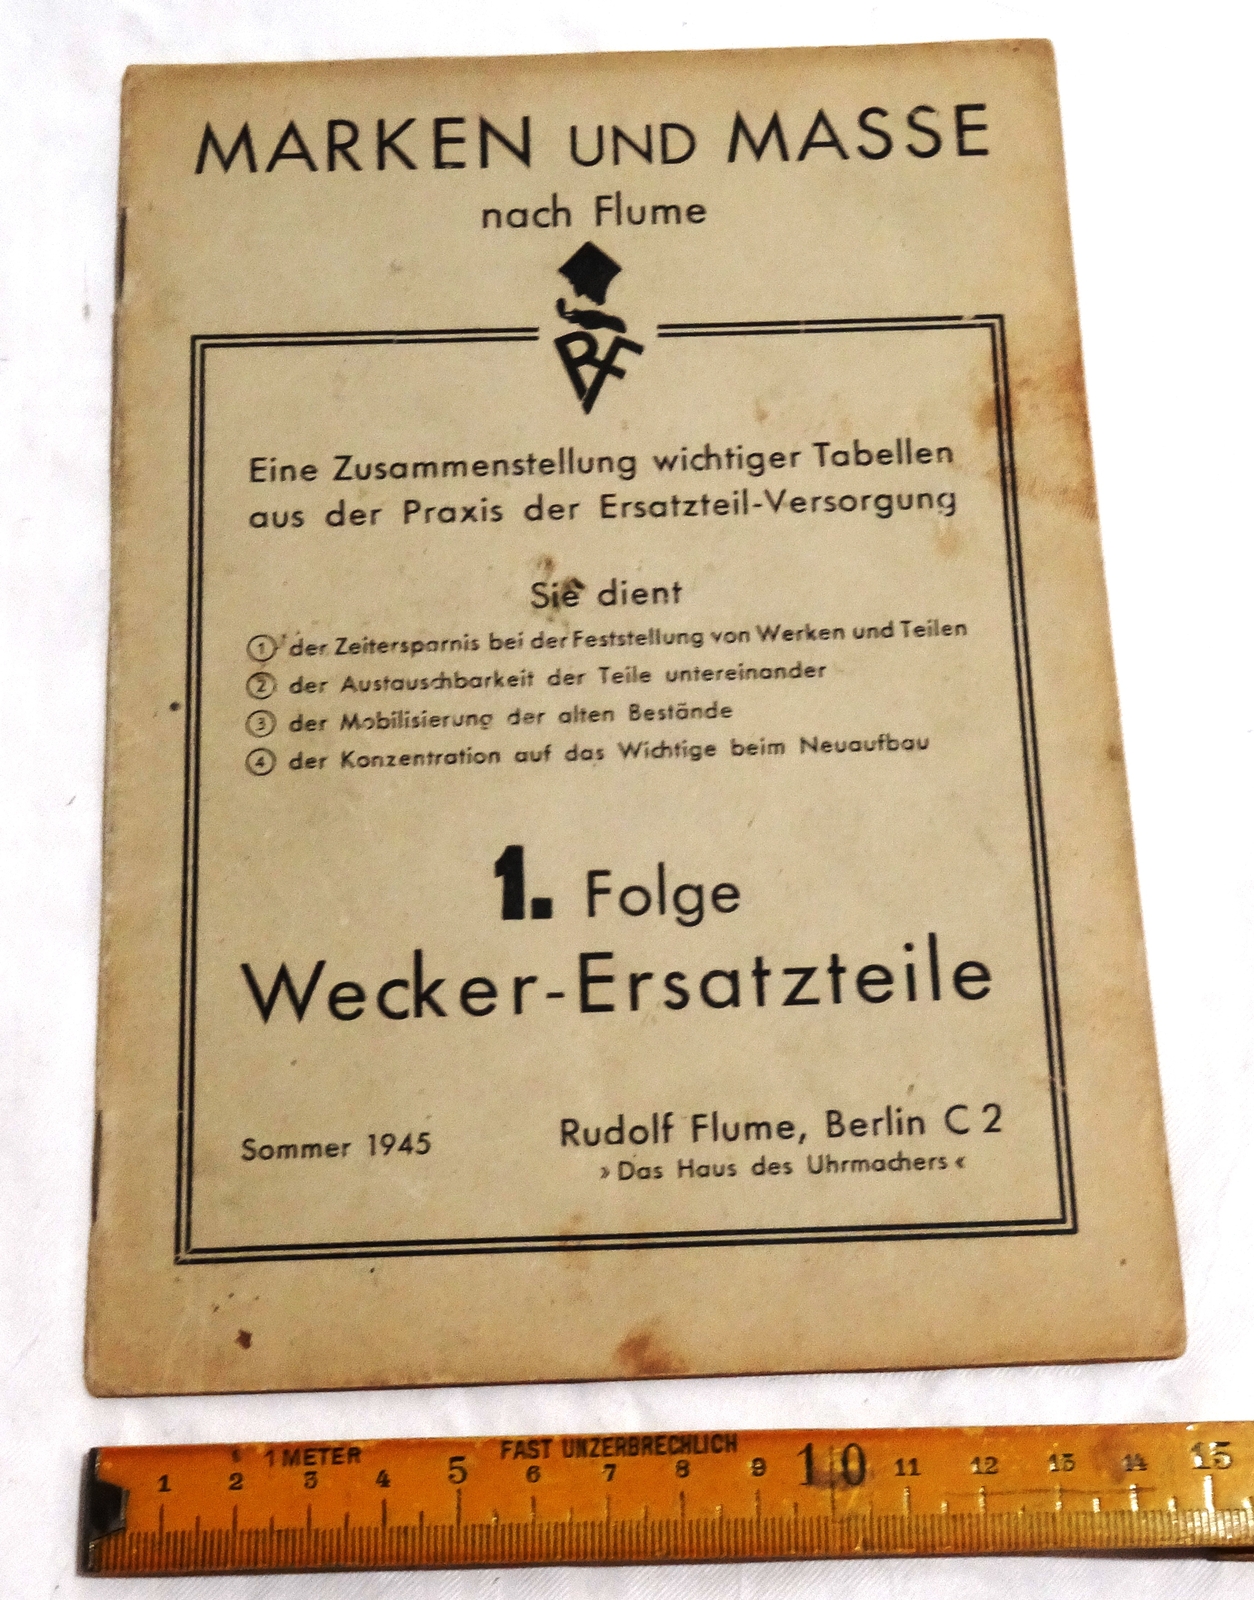 MARKEN UND MASSE
nach Flume
RF
Eine Zusammenstellung wichtiger Tabellen
aus der Praxis der Ersatzteil-Versorgung
Sie dient
1 der Zeitersparnis bei der Feststellung von Werken und Teilen
2 der Austauschbarkeit der Teile untereinander
3 der Mobilisierung der alten Bestände
4 der Konzentration auf das Wichtige beim Neuaufbau
1. Folge
Wecker-Ersatzteile
Sommer 1945
Rudolf Flume, Berlin C 2
»Das Haus des Uhrmachers«
1 METER FAST UNZERBRECHLICH
1 2 3 4 5 6 7 8 9 10 11 12 13 14 15